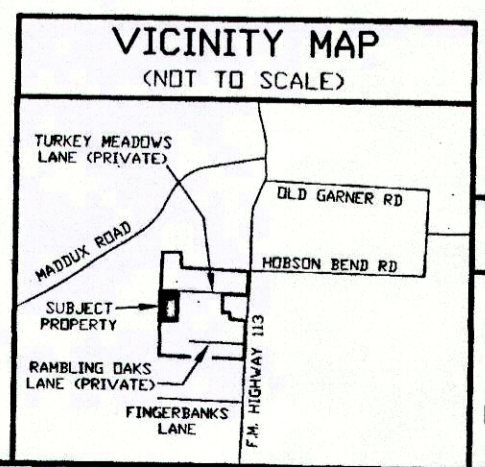 VICINITY MAP
(NOT TO SCALE)
TURKEY MEADOWS
LANE (PRIVATE)
OLD GARNER RD
MADDUX ROAD
HOBSON BEND RD
SUBJECT
PROPERTY
F.M. HIGHWAY 113
RAMBLING OAKS
LANE (PRIVATE)
FINGERBANKS
LANE